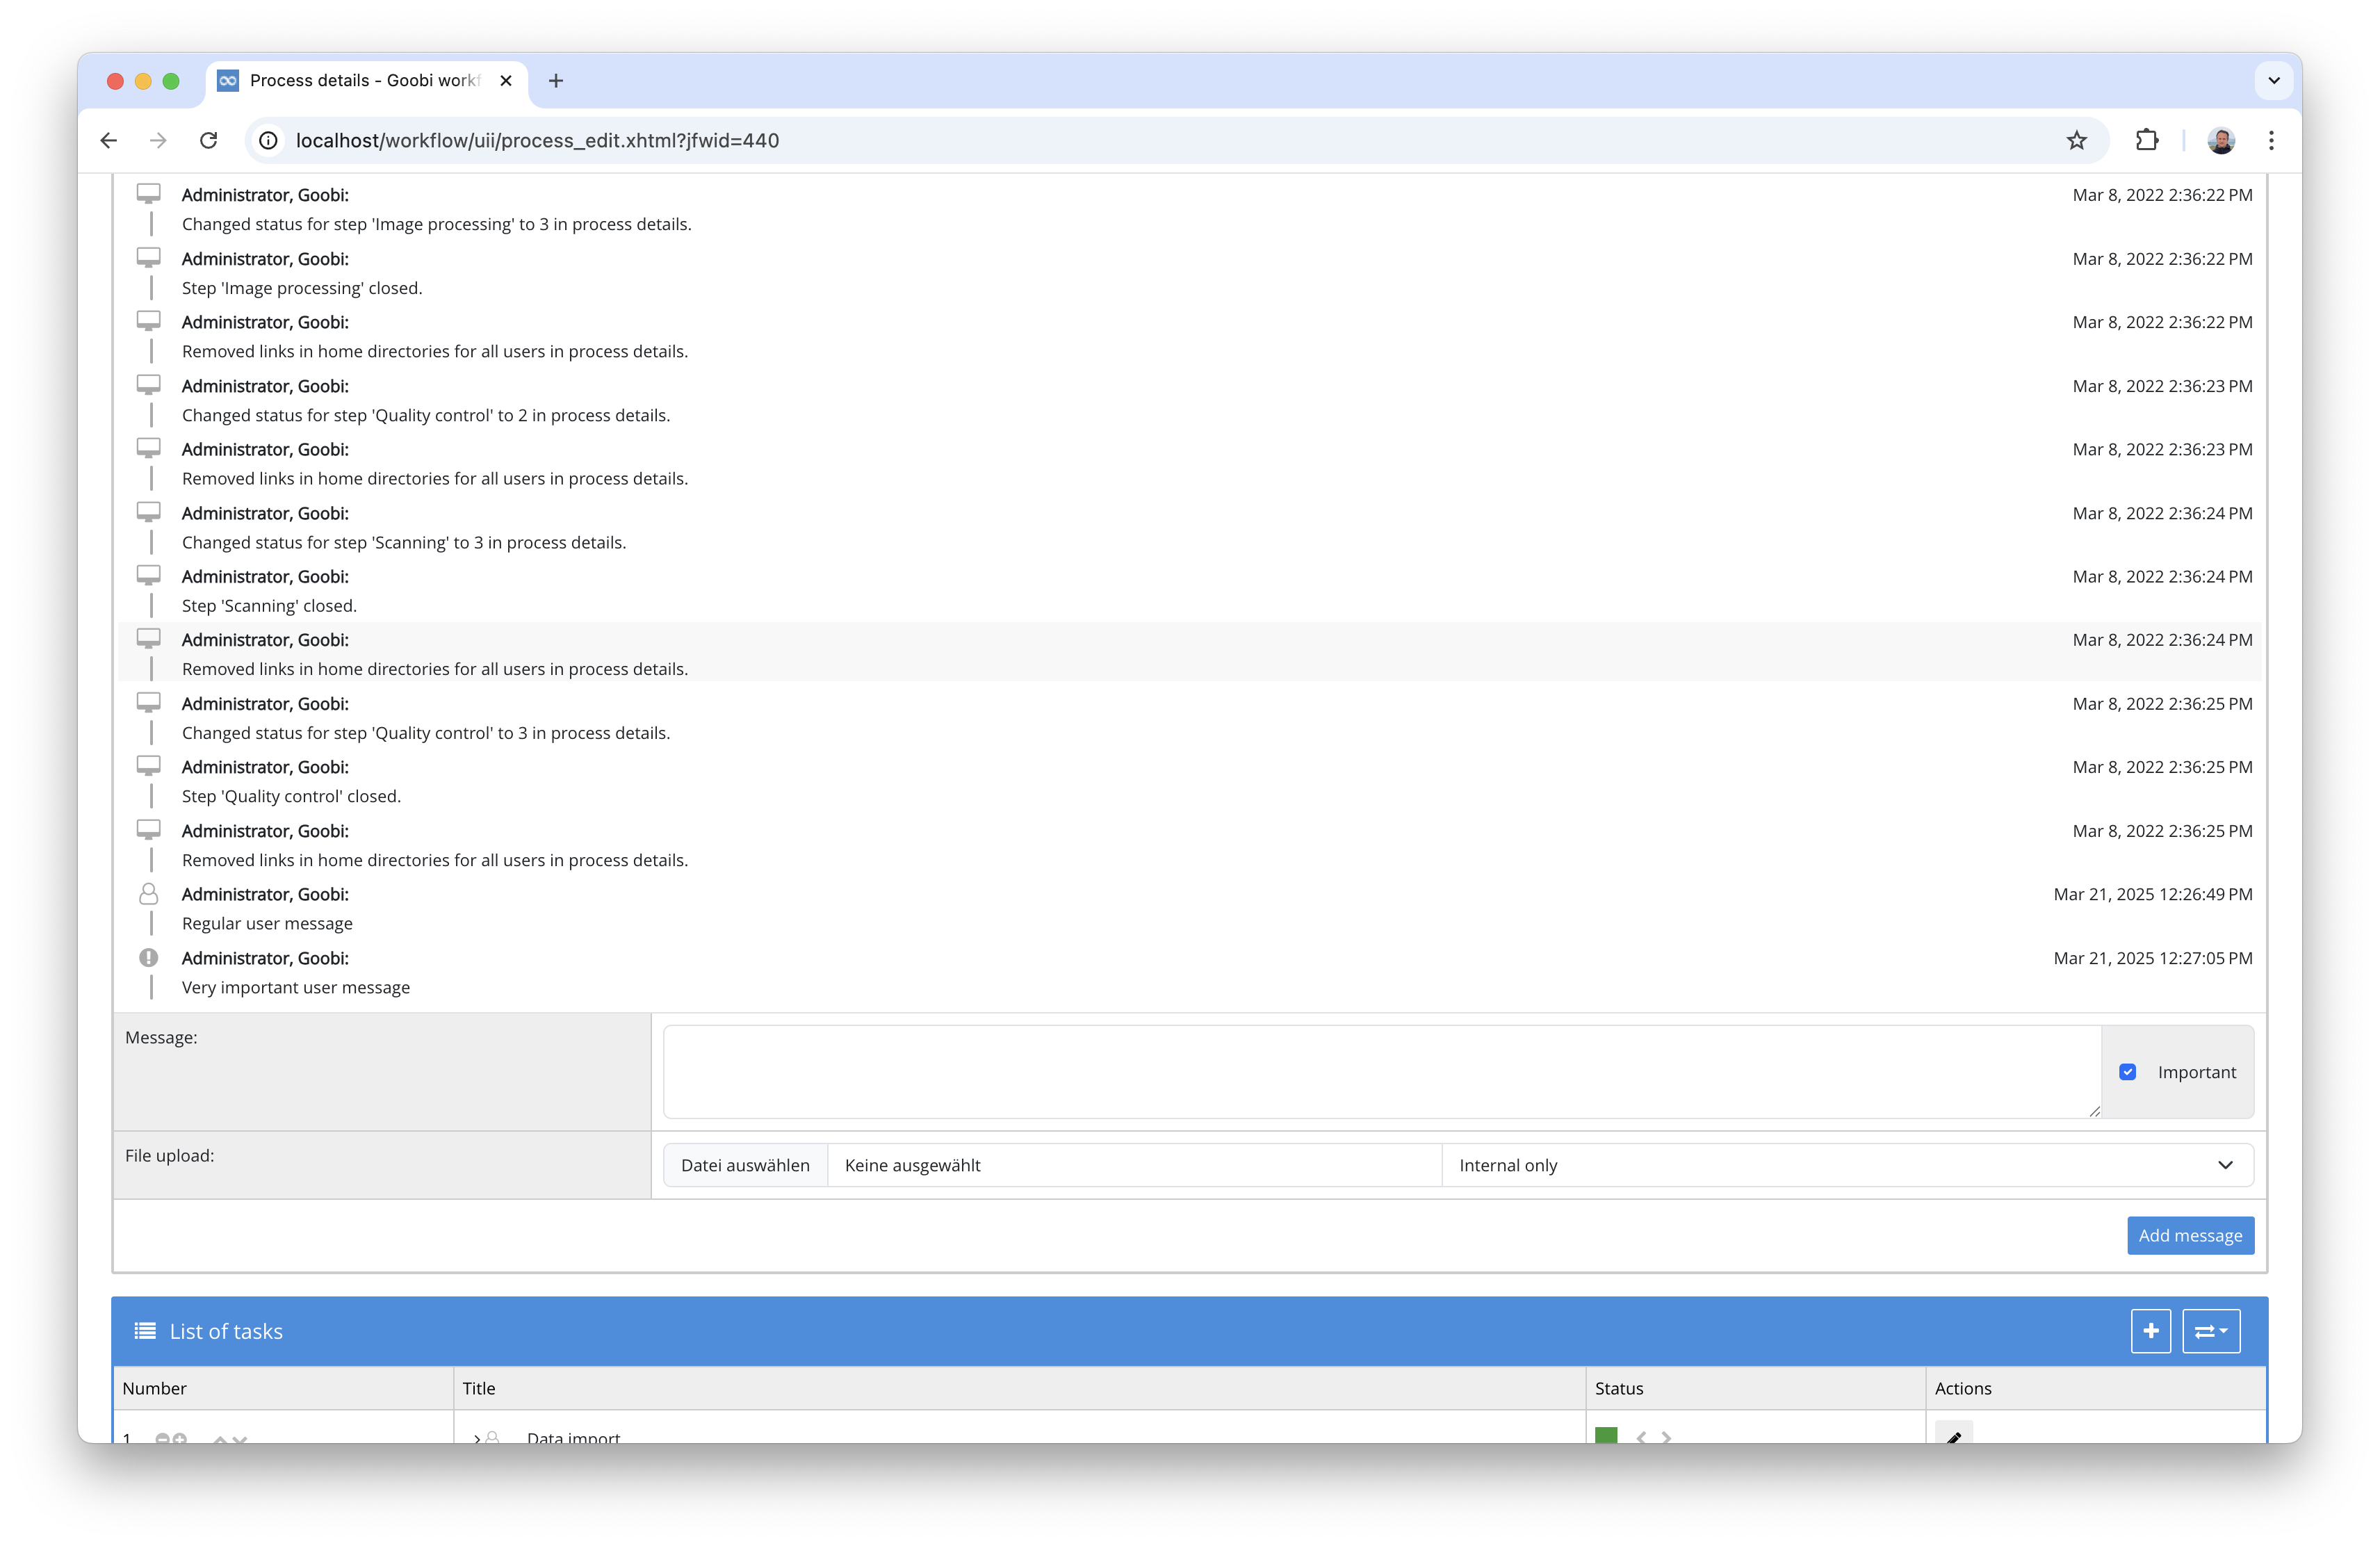 Process details - Goobi workf
localhost/workflow/uii/process_edit.xhtml?jfwid=440
Administrator, Goobi: Mar 8, 2022 2:36:22 PM
Changed status for step 'Image processing' to 3 in process details.
Administrator, Goobi: Mar 8, 2022 2:36:22 PM
Step 'Image processing' closed.
Administrator, Goobi: Mar 8, 2022 2:36:22 PM
Removed links in home directories for all users in process details.
Administrator, Goobi: Mar 8, 2022 2:36:23 PM
Changed status for step 'Quality control' to 2 in process details.
Administrator, Goobi: Mar 8, 2022 2:36:23 PM
Removed links in home directories for all users in process details.
Administrator, Goobi: Mar 8, 2022 2:36:24 PM
Changed status for step 'Scanning' to 3 in process details.
Administrator, Goobi: Mar 8, 2022 2:36:24 PM
Step 'Scanning' closed.
Administrator, Goobi: Mar 8, 2022 2:36:24 PM
Removed links in home directories for all users in process details.
Administrator, Goobi: Mar 8, 2022 2:36:25 PM
Changed status for step 'Quality control' to 3 in process details.
Administrator, Goobi: Mar 8, 2022 2:36:25 PM
Step 'Quality control' closed.
Administrator, Goobi: Mar 8, 2022 2:36:25 PM
Removed links in home directories for all users in process details.
Administrator, Goobi: Mar 21, 2025 12:26:49 PM
Regular user message
Administrator, Goobi: Mar 21, 2025 12:27:05 PM
Very important user message
Message:
Important
File upload: Datei auswählen Keine ausgewählt Internal only
Add message
List of tasks
Number Title Status Actions
1 Data import